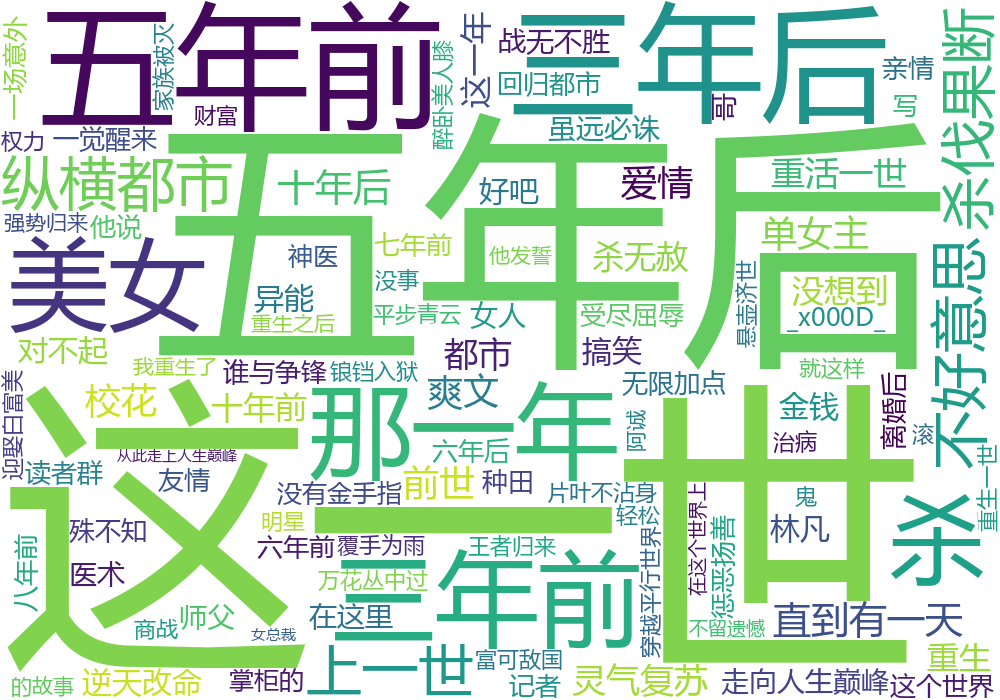 五年前
三年后
一场意外
家族被灭
财富
醉卧美人膝
这一年
战无不胜
回归都市
亲情
写
哥
杀伐果断
权力
一觉醒来
虽远必诛
五年后
纵横都市
十年后
好吧
爱情
重活一世
强势归来
他说
美女
神医
七年前
他发誓
杀无赦
单女主
没事
异能
重生之后
平步青云
女人
受尽屈辱
悬壶济世
没想到
_x000D_
不好意思
对不起
我重生了
谁与争锋
银铛入狱
都市
搞笑
就这样
迎娶白富美
校花
十年前
那一年
爽文
无限加点
金钱
离婚后
滚
从此走上人生巅峰
六年后
阿诚
治病
读者群
友情
没有金手指
前世
种田
片叶不沾身
鬼
重生一世
这一世
明星
轻松
殊不知
六年前
覆手为雨
王者归来
穿越平行世界
在这个世界上
惩恶扬善
林凡
杀
八年前
医术
万花丛中过
三年前
师父
在这里
商战
女总裁
不留遗憾
直到有一天
的故事
逆天改命
掌柜的
上一世
富可敌国
记者
灵气复苏
走向人生巅峰
重生
这个世界